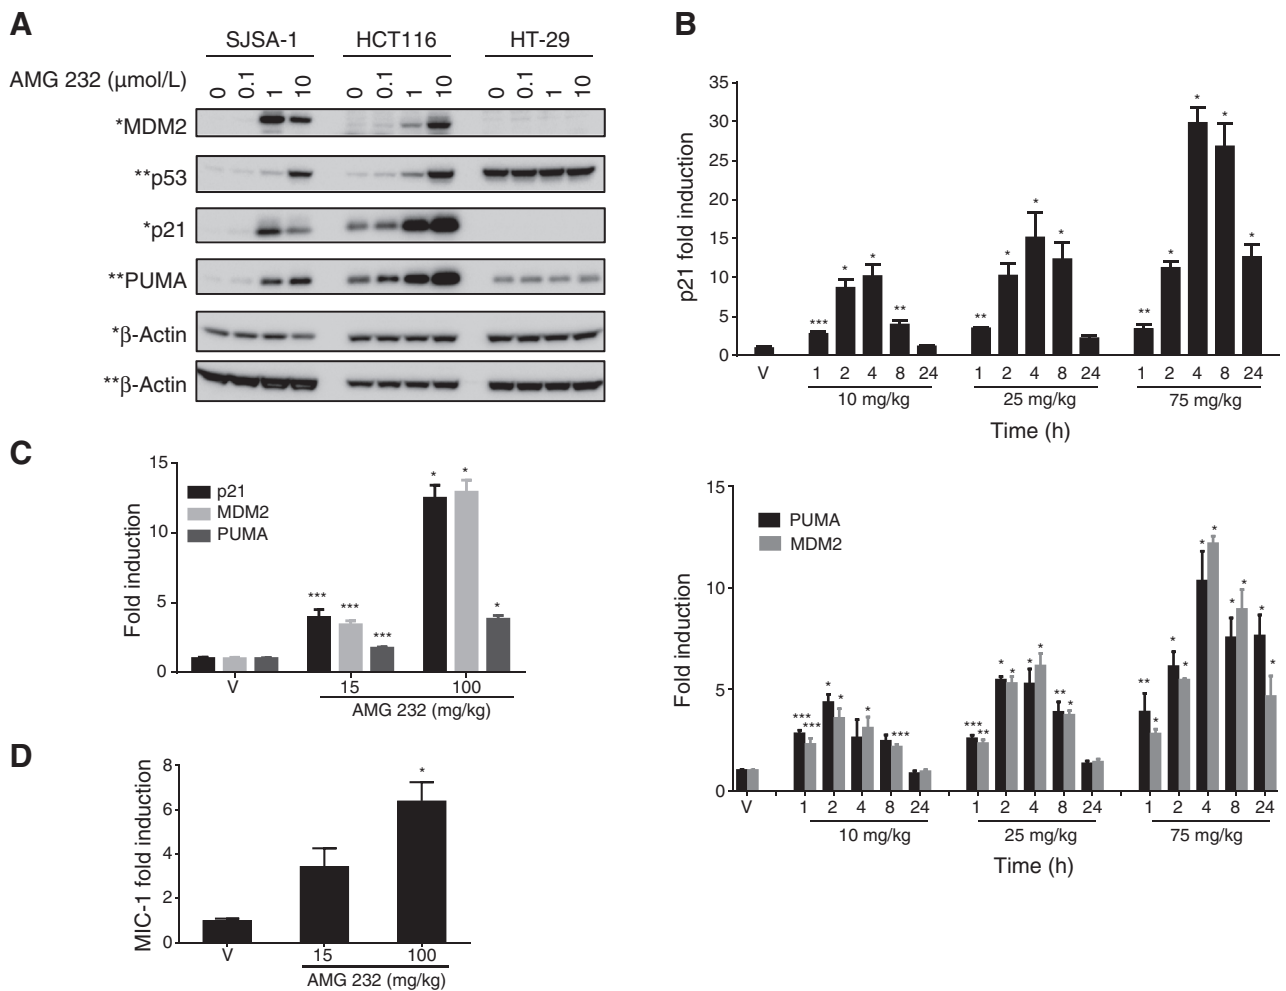 A
SJSA-1 HCT116 HT-29
AMG 232 (µmol/L) 0 0.1 1 10 0 0.1 1 10 0 0.1 1 10
*MDM2
**p53
*p21
**PUMA
*β-Actin
**β-Actin
B
p21 fold induction
35
30
25
20
15
10
5
0
*** * * **
** * * *
** * * * *
V 1 2 4 8 24 1 2 4 8 24 1 2 4 8 24
10 mg/kg 25 mg/kg 75 mg/kg
Time (h)
Fold induction
15
10
5
0
PUMA
MDM2
*** *** * * * ***
*** ** * * * * ** *
** * * * * * * * * *
V 1 2 4 8 24 1 2 4 8 24 1 2 4 8 24
10 mg/kg 25 mg/kg 75 mg/kg
Time (h)
C
Fold induction
15
10
5
0
p21
MDM2
PUMA
*** *** *** * * *
V 15 100
AMG 232 (mg/kg)
D
MIC-1 fold induction
8
6
4
2
0
*
V 15 100
AMG 232 (mg/kg)